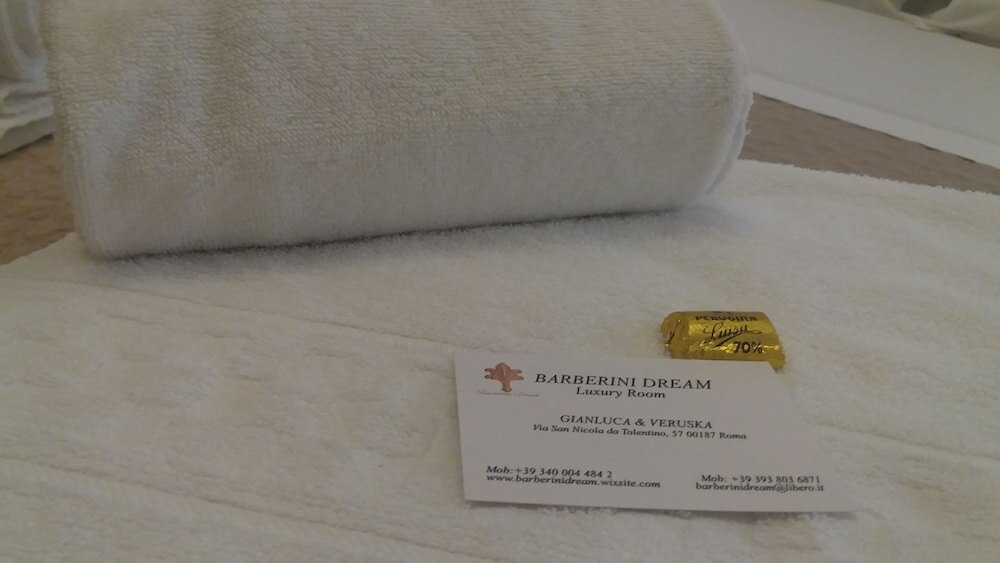 PERUGINA
Luisa
70%
BARBERINI DREAM
Luxury Room
GIANLUCA & VERUSKA
Via San Nicola da Tolentino, 57 00187 Roma
Mob: +39 340 004 484 2
www.barberinidream.wixsite.com
Mob: +39 393 803 6871
barberinidream@libero.it